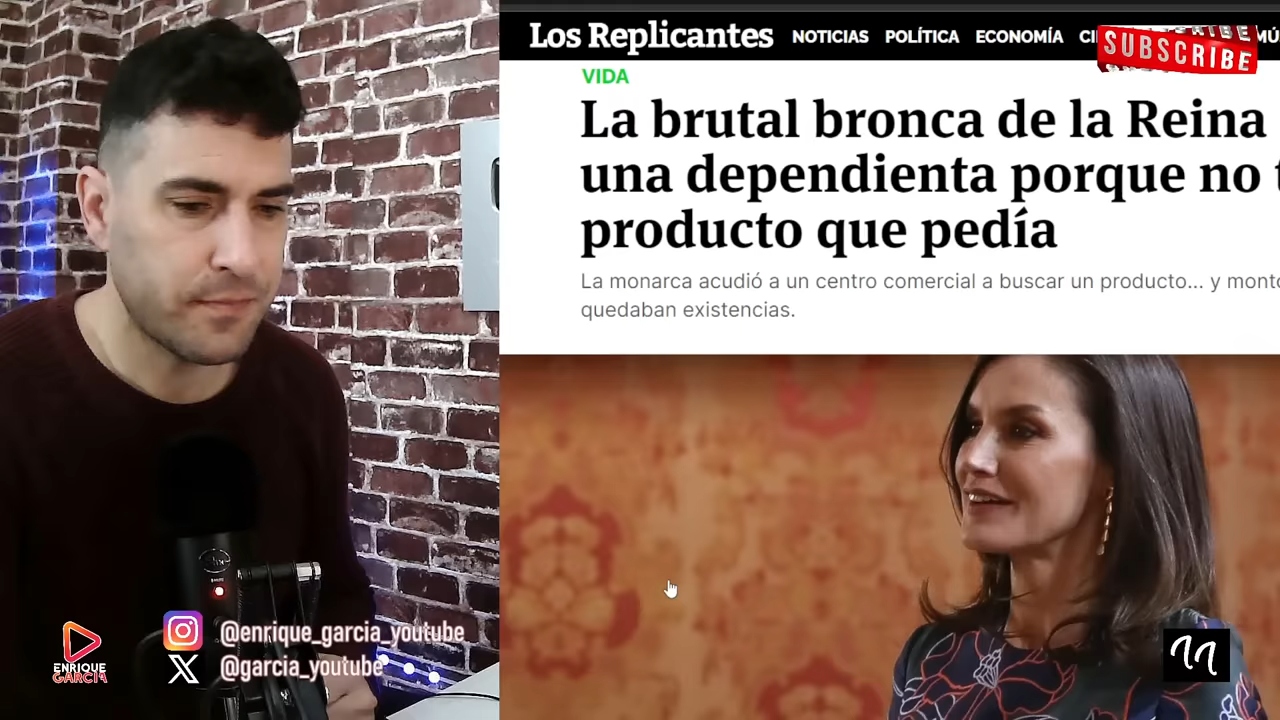 Los Replicantes NOTICIAS POLÍTICA ECONOMÍA
SUBSCRIBE
VIDA
La brutal bronca de la Reina
una dependienta porque no
producto que pedía
La monarca acudió a un centro comercial a buscar un producto... y
quedaban existencias.
@enrique_garcia_youtube
@garcia_youtube
ENRIQUE
GARCIA